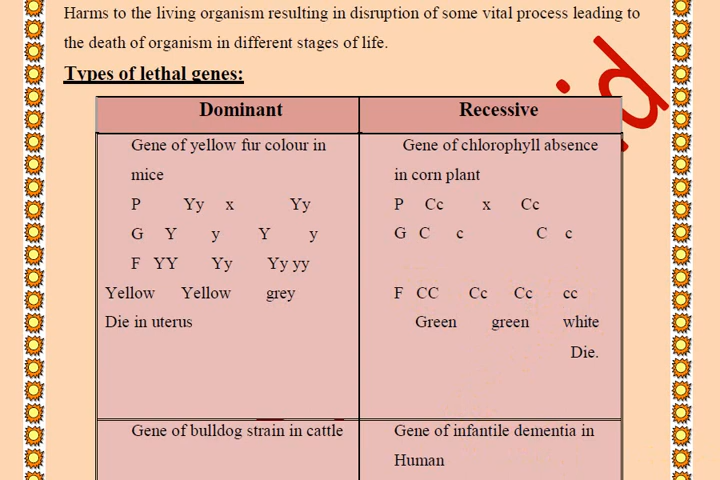 Harms to the living organism resulting in disruption of some vital process leading to
the death of organism in different stages of life.
Types of lethal genes:
Dominant
Gene of yellow fur colour in
mice
P Yy x Yy
G Y y Y y
F YY Yy Yy yy
Yellow Yellow grey
Die in uterus
Gene of bulldog strain in cattle
Recessive
Gene of chlorophyll absence
in corn plant
P Cc x Cc
G C c C c
F CC Cc Cc cc
Green green white
Die.
Gene of infantile dementia in
Human